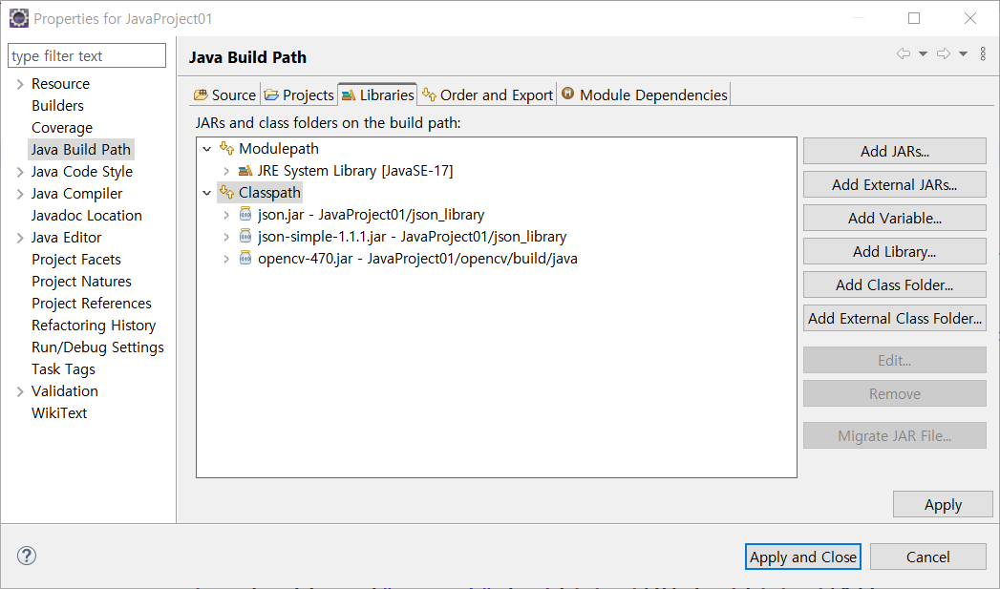 Properties for JavaProject01
type filter text
Resource
Builders
Coverage
Java Build Path
Java Code Style
Java Compiler
Javadoc Location
Java Editor
Project Facets
Project Natures
Project References
Refactoring History
Run/Debug Settings
Task Tags
Validation
WikiText
Java Build Path
Source Projects Libraries Order and Export Module Dependencies
JARs and class folders on the build path:
Modulepath
JRE System Library [JavaSE-17]
Classpath
json.jar - JavaProject01/json_library
json-simple-1.1.1.jar - JavaProject01/json_library
opencv-470.jar - JavaProject01/opencv/build/java
Add JARs...
Add External JARs...
Add Variable...
Add Library...
Add Class Folder...
Add External Class Folder...
Edit...
Remove
Migrate JAR File...
Apply
Apply and Close Cancel